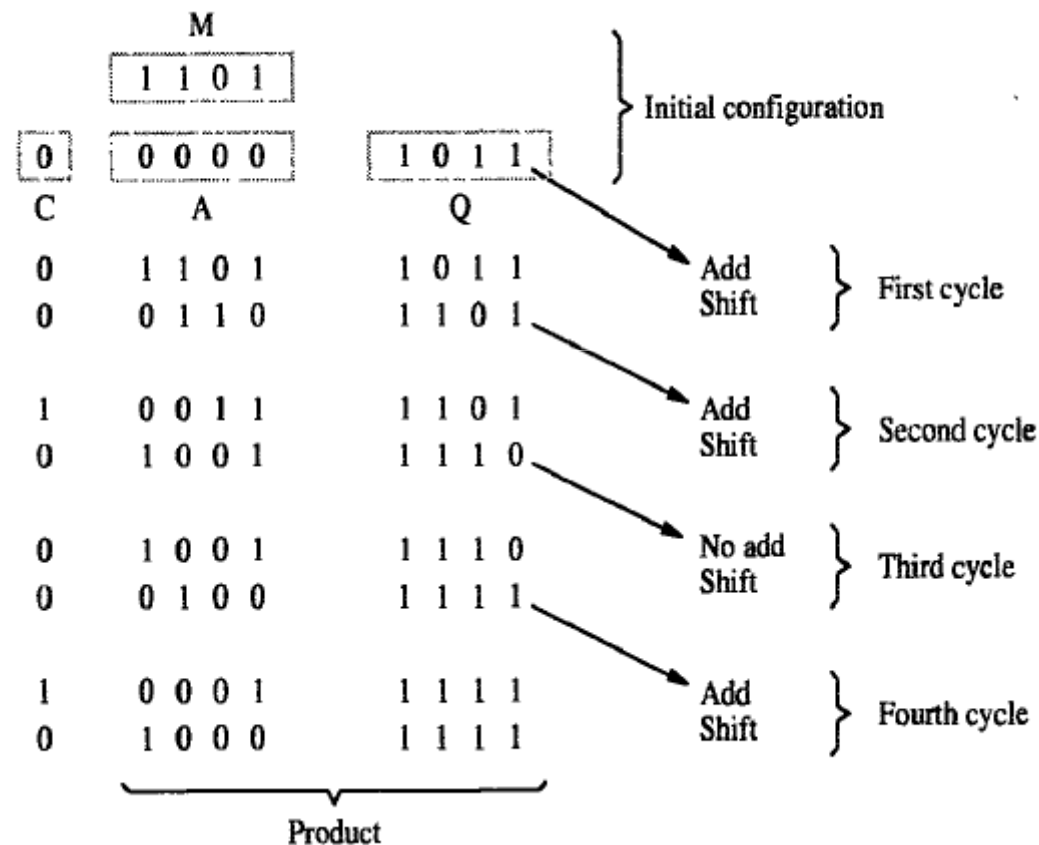 M
1 1 0 1
Initial configuration
0 0 0 0 0 1 0 1 1
C A Q
0 1 1 0 1 1 0 1 1 Add
First cycle
0 0 1 1 0 1 1 0 1 Shift
1 0 0 1 1 1 1 0 1 Add
Second cycle
0 1 0 0 1 1 1 1 0 Shift
0 1 0 0 1 1 1 1 0 No add
Third cycle
0 0 1 0 0 1 1 1 1 Shift
1 0 0 0 1 1 1 1 1 Add
Fourth cycle
0 1 0 0 0 1 1 1 1 Shift
Product